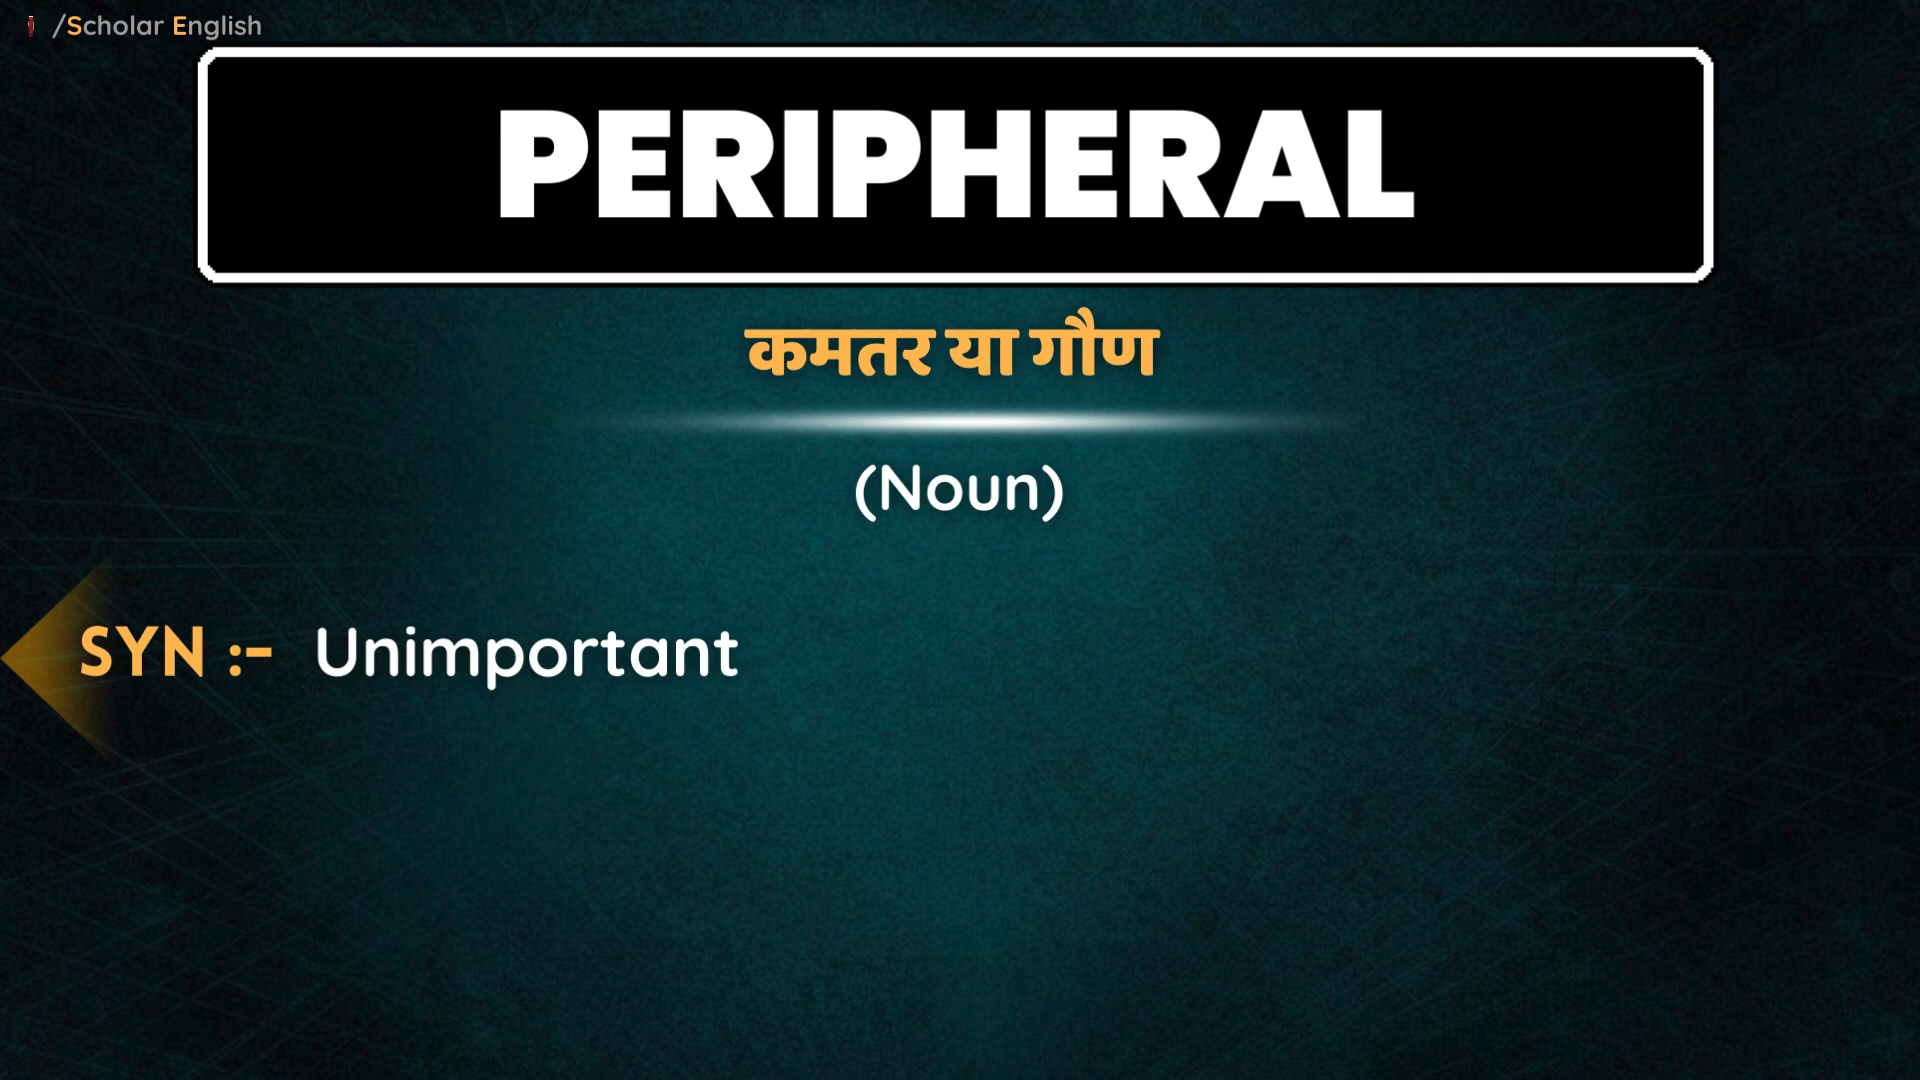 /Scholar English
PERIPHERAL
कमतर या गौण
(Noun)
SYN :- Unimportant